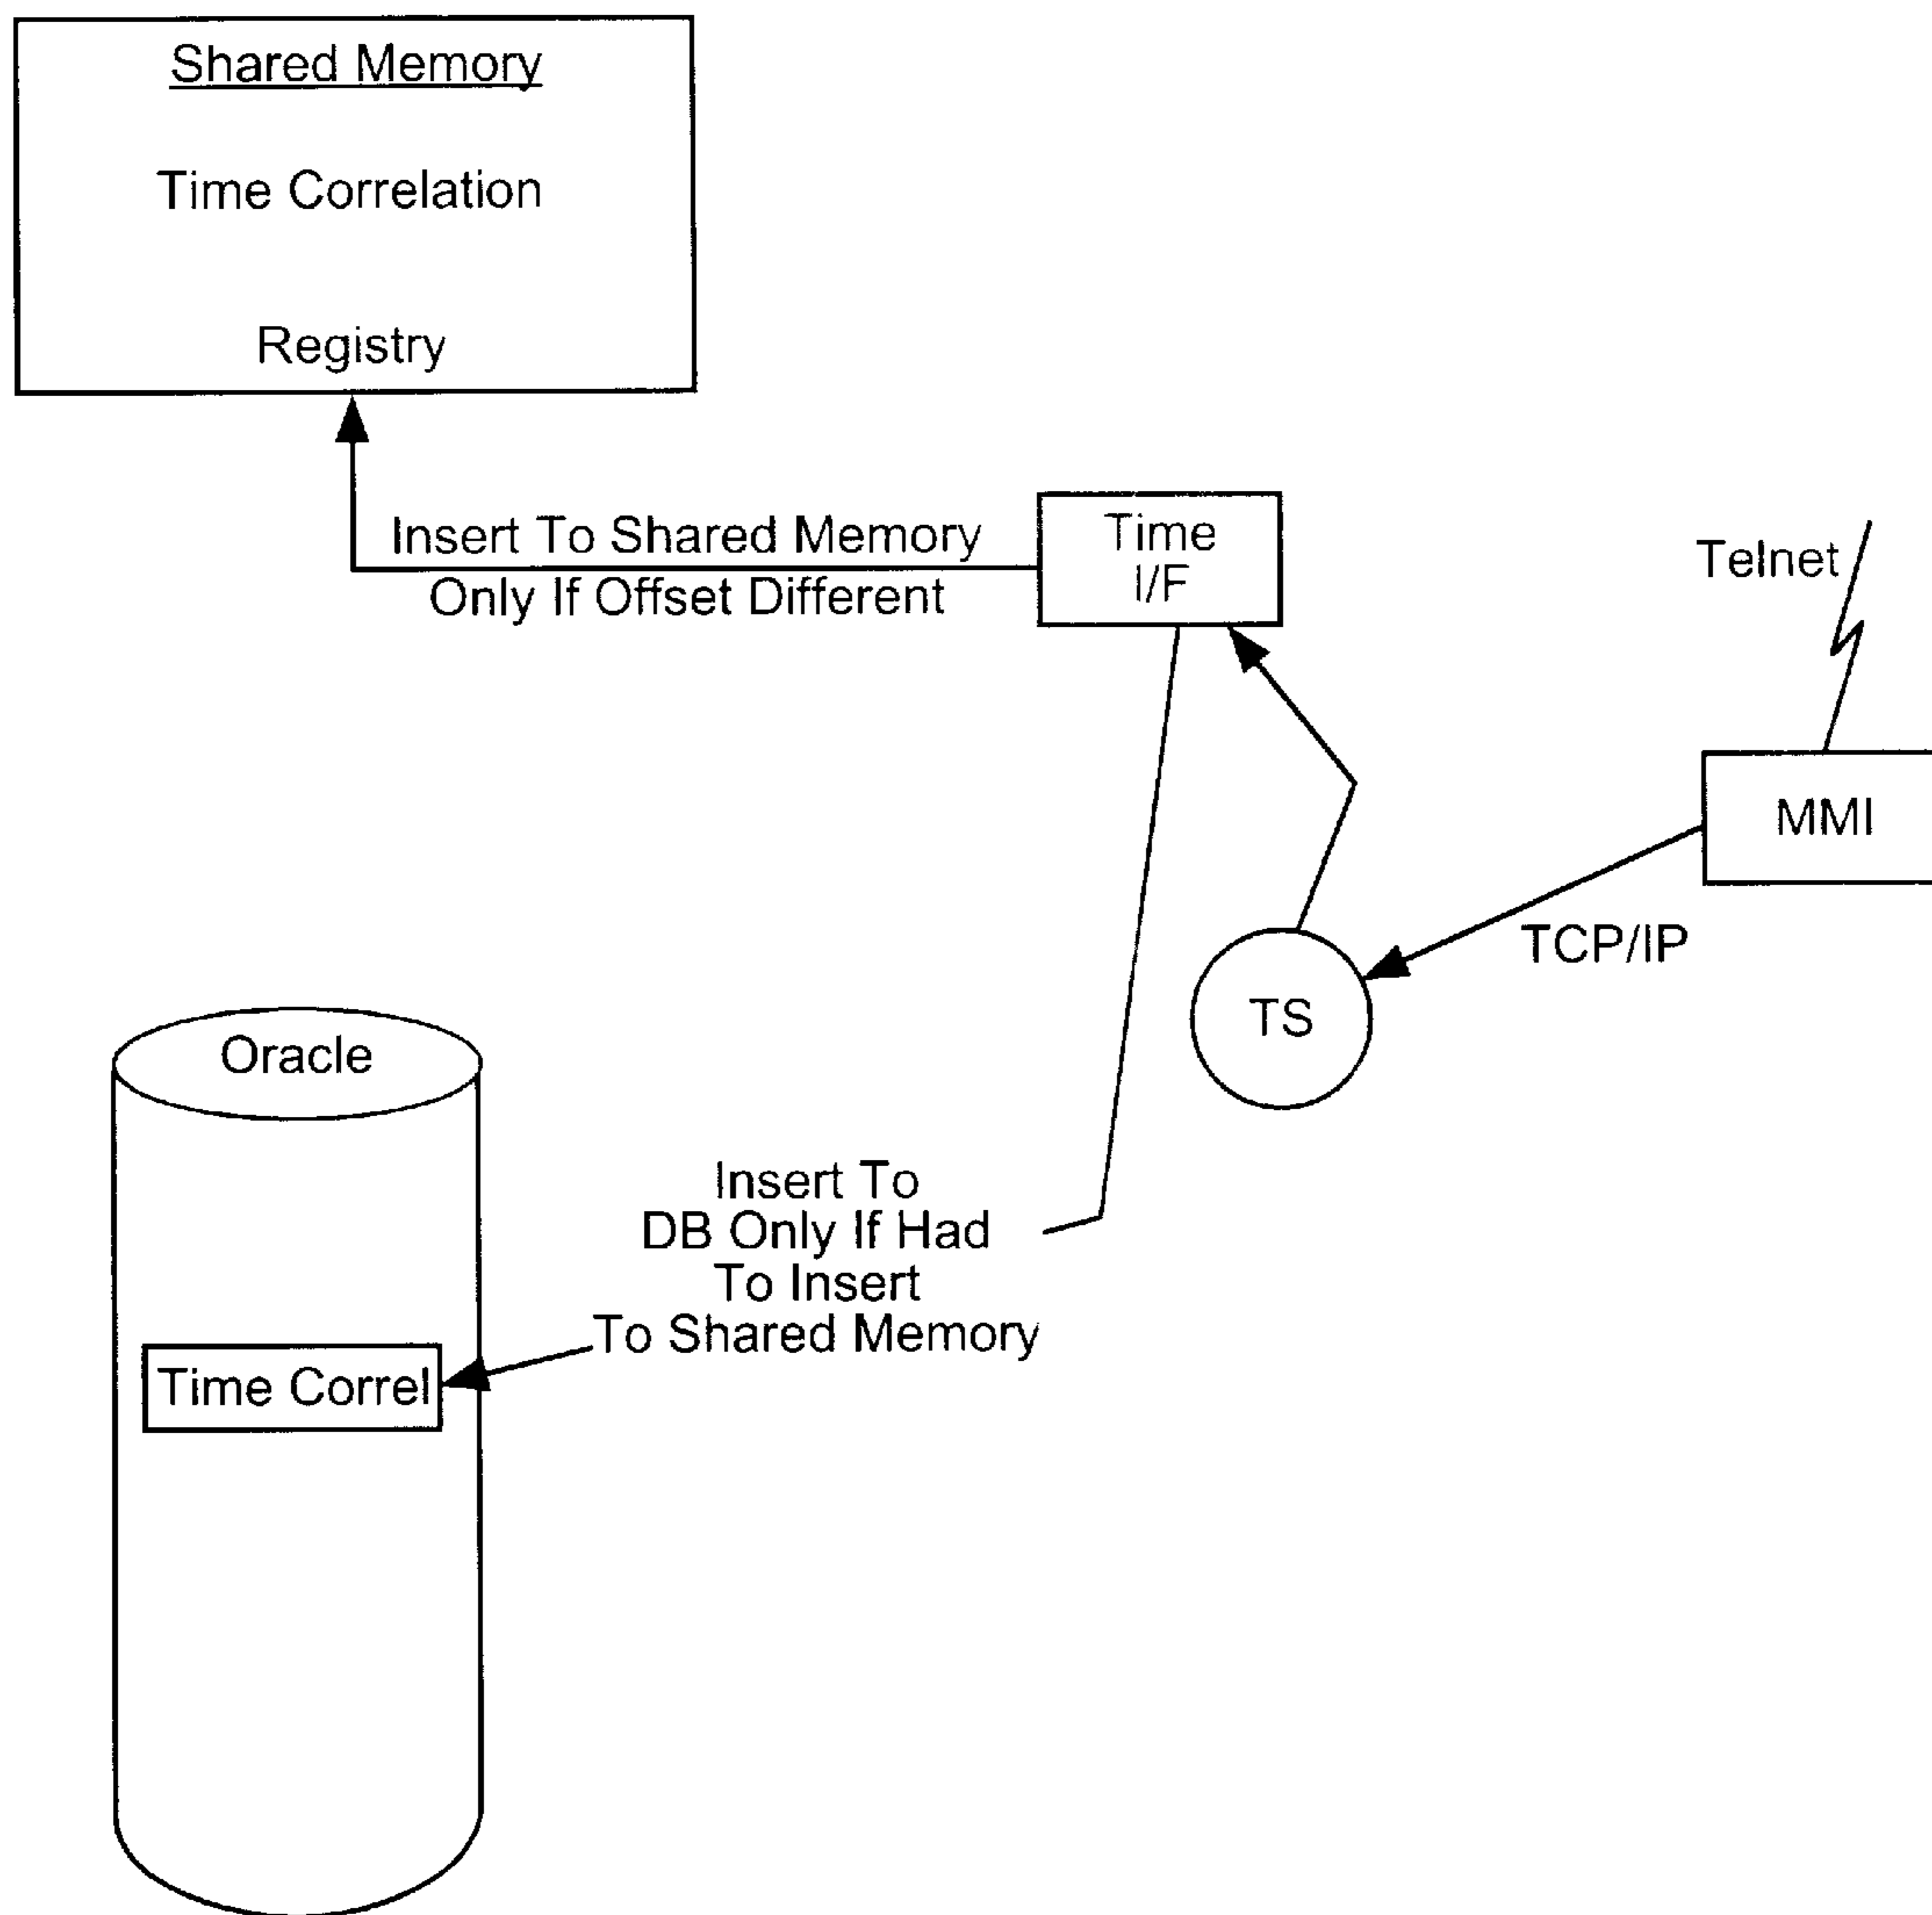 Shared Memory
Time Correlation
Registry
Insert To Shared Memory
Only If Offset Different
Time
I/F
Telnet
MMI
TCP/IP
TS
Oracle
Insert To
DB Only If Had
To Insert
To Shared Memory
Time Correl